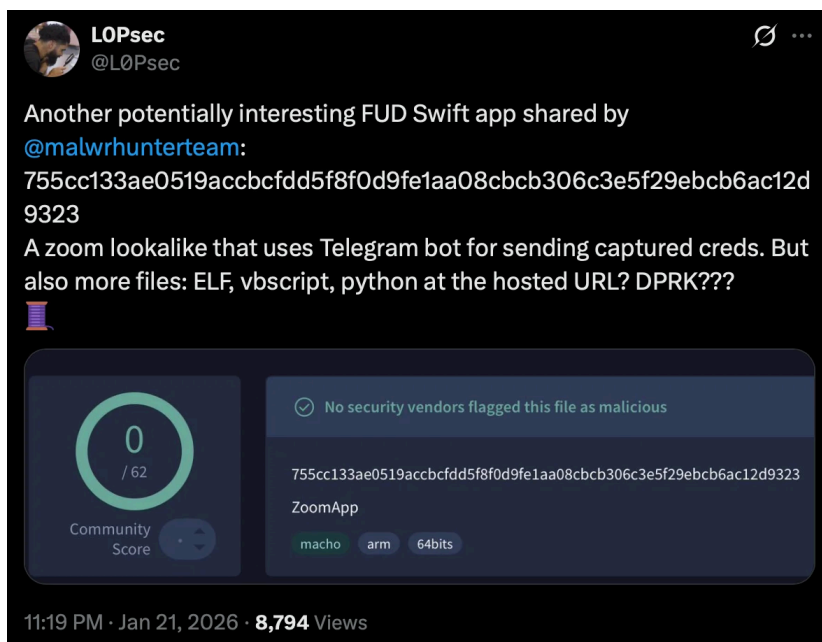 L0Psec
@L0Psec
Another potentially interesting FUD Swift app shared by
@malwrhunterteam:
755cc133ae0519accbcfdd5f8f0d9fe1aa08cbcb306c3e5f29ebcb6ac12d
9323
A zoom lookalike that uses Telegram bot for sending captured creds. But
also more files: ELF, vbscript, python at the hosted URL? DPRK???
0
/ 62
Community
Score
No security vendors flagged this file as malicious
755cc133ae0519accbcfdd5f8f0d9fe1aa08cbcb306c3e5f29ebcb6ac12d9323
ZoomApp
macho arm 64bits
11:19 PM · Jan 21, 2026 · 8,794 Views